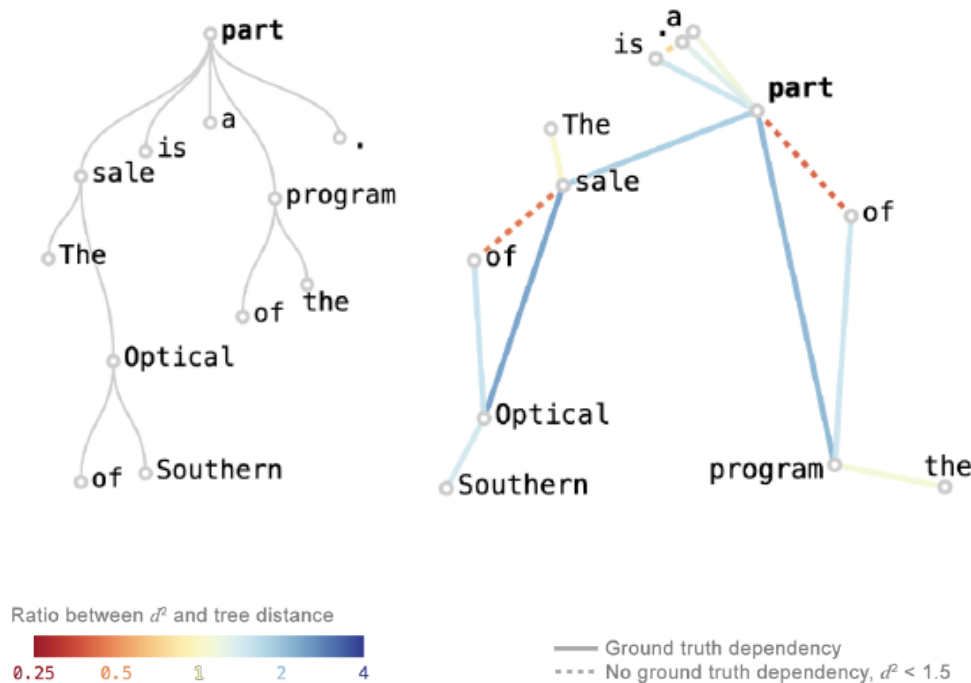 part
a
is
.
sale
program
The
the
of
Optical
Southern
of
.a
is
part
The
sale
of
of
Optical
program
the
Southern
Ratio between d² and tree distance
0.25 0.5 1 2 4
Ground truth dependency
No ground truth dependency, d² < 1.5